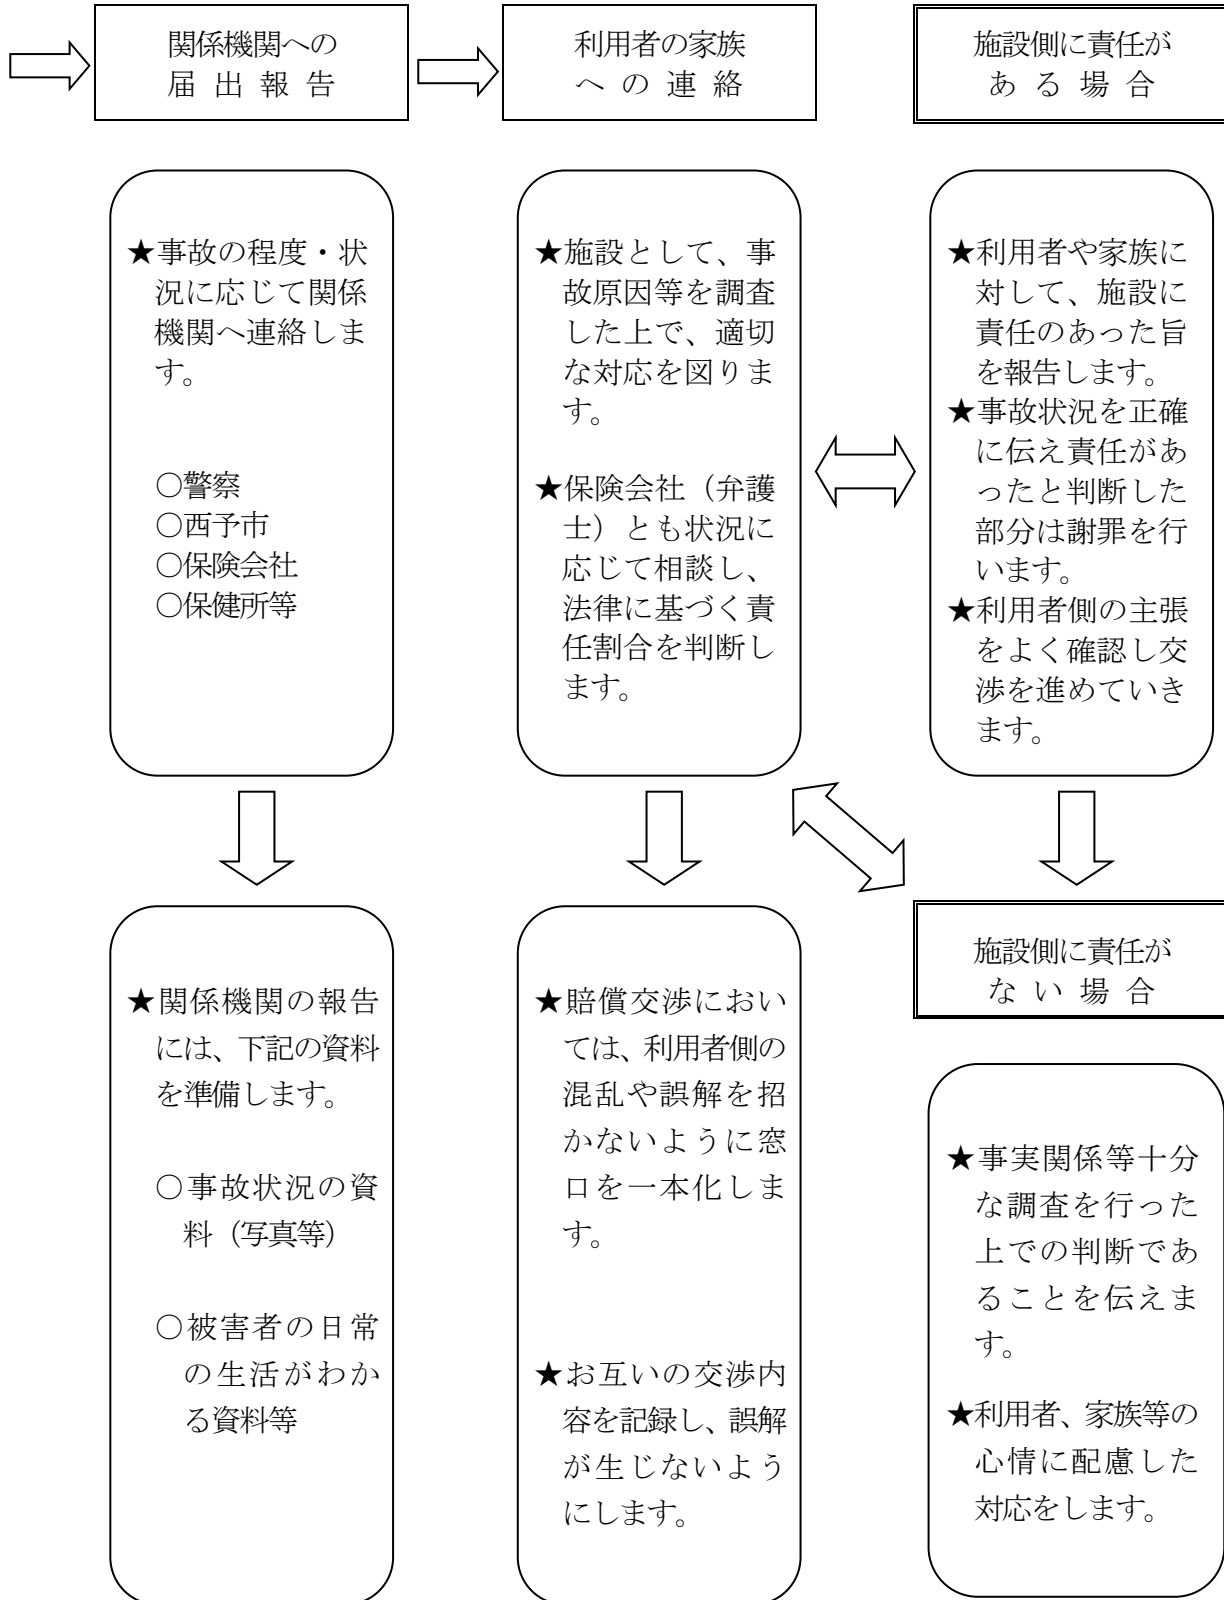 関係機関への
届出報告
利用者の家族
への連絡
施設側に責任が
ある場合
★事故の程度・状
況に応じて関係
機関へ連絡しま
す。
○警察
○西予市
○保険会社
○保健所等
★施設として、事
故原因等を調査
した上で、適切
な対応を図りま
す。
★保険会社（弁護
士）とも状況に
応じて相談し、
法律に基づく責
任割合を判断し
ます。
★利用者や家族に
対して、施設に
責任のあった旨
を報告します。
★事故状況を正確
に伝え責任があ
ったと判断した
部分は謝罪を行
います。
★利用者側の主張
をよく確認し交
渉を進めていき
ます。
★関係機関の報告
には、下記の資料
を準備します。
○事故状況の資
料（写真等）
○被害者の日常
の生活がわか
る資料等
★賠償交渉におい
ては、利用者側の
混乱や誤解を招
かないように窓
口を一本化しま
す。
★お互いの交渉内
容を記録し、誤解
が生じないよう
にします。
施設側に責任が
ない場合
★事実関係等十分
な調査を行った
上での判断であ
ることを伝えま
す。
★利用者、家族等の
心情に配慮した
対応をします。